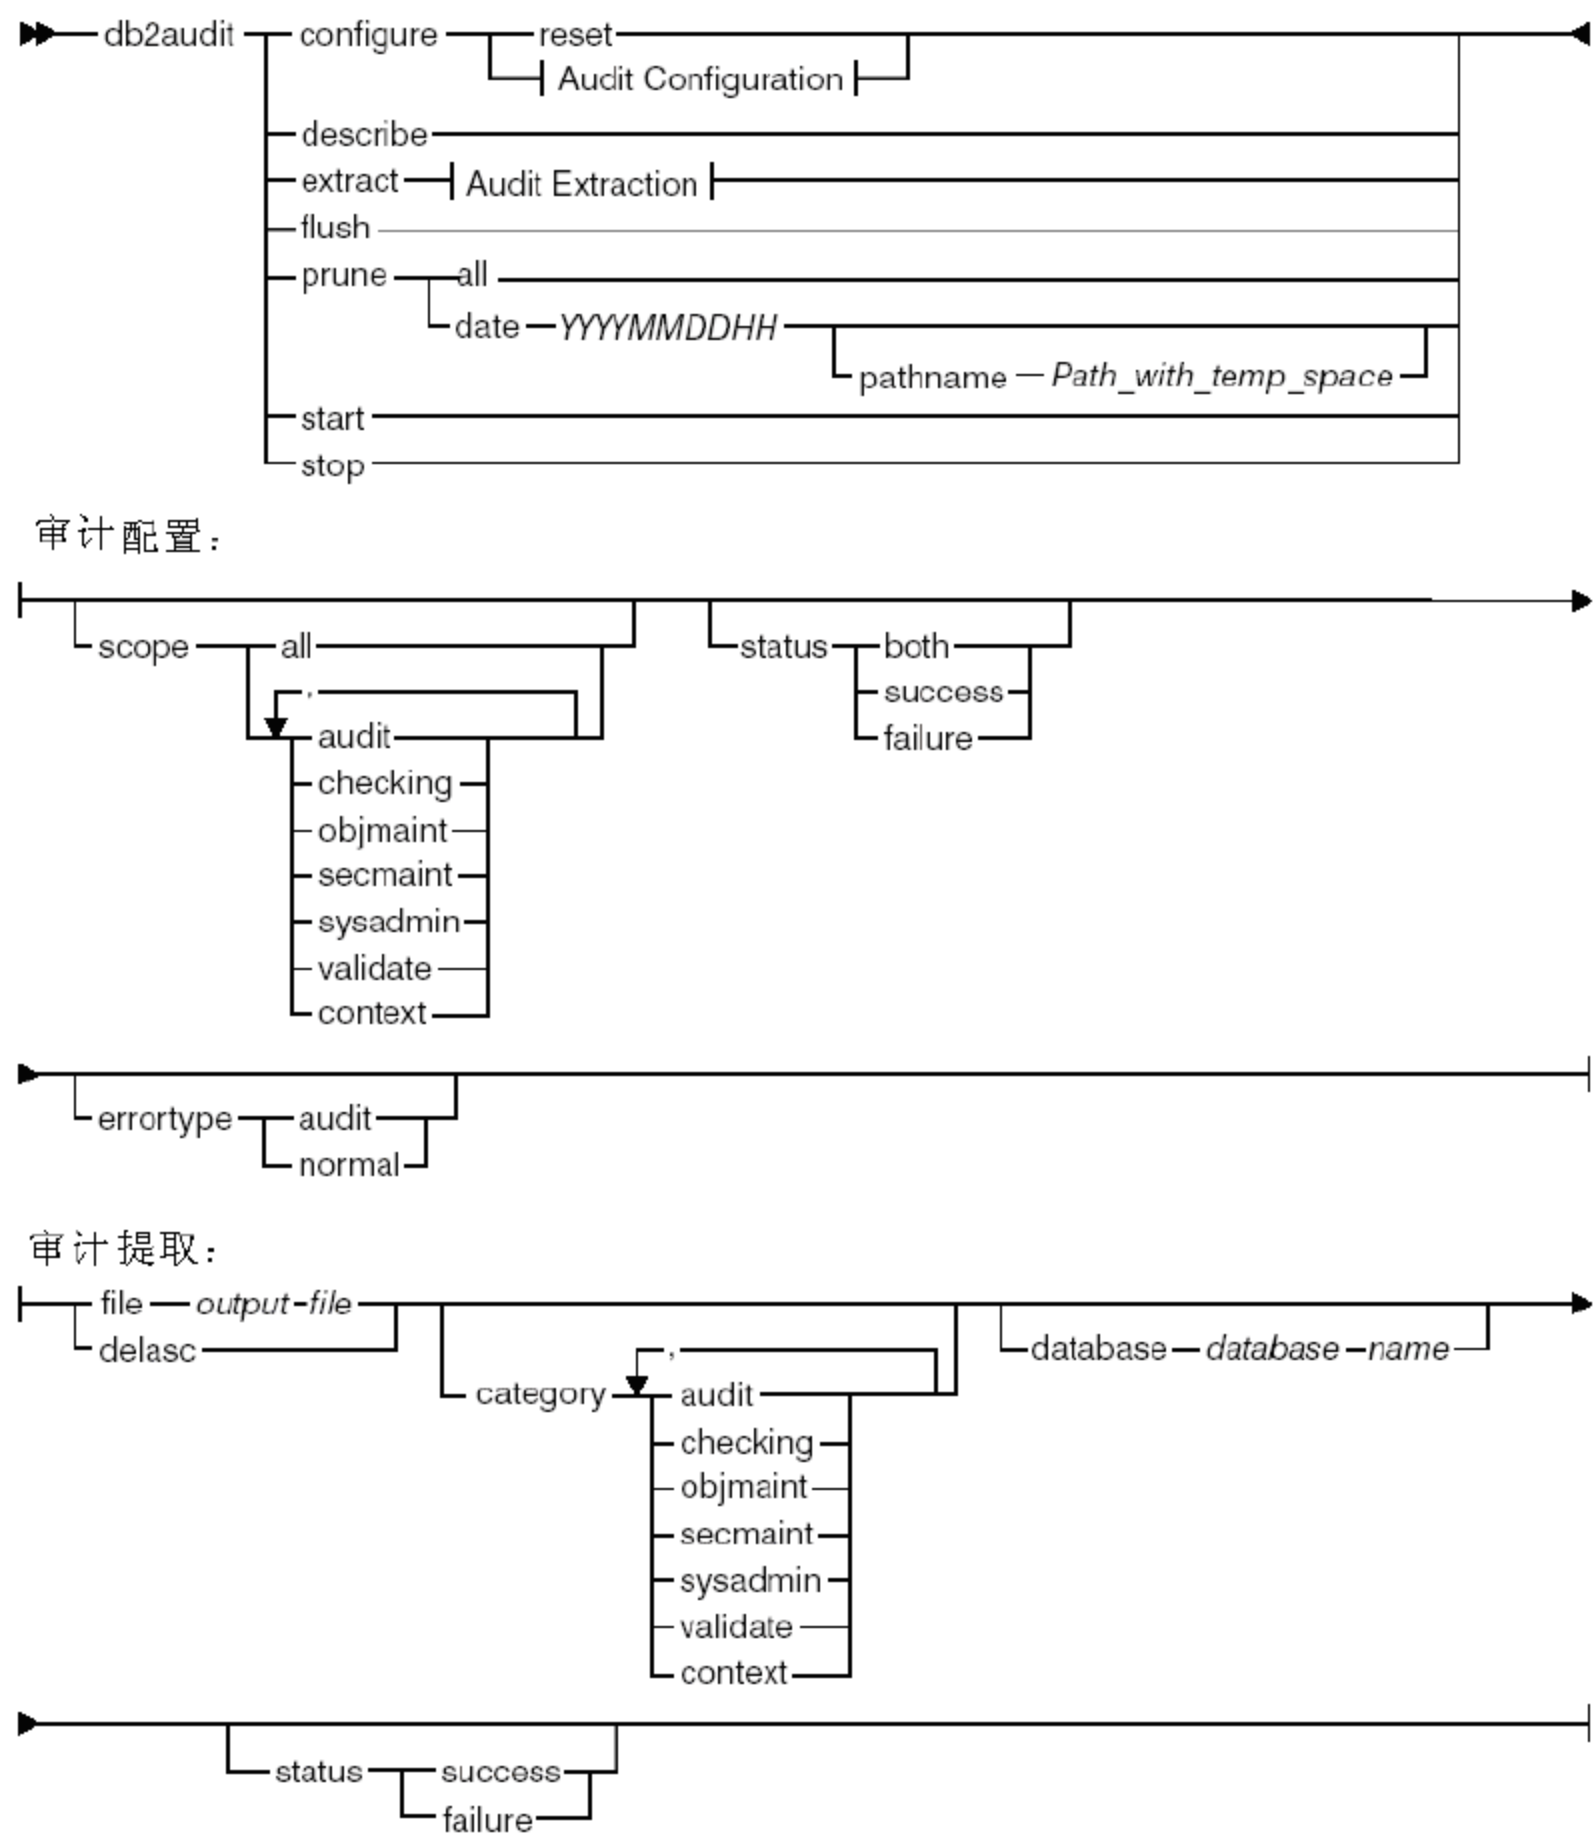 db2audit configure reset
Audit Configuration
describe
extract Audit Extraction
flush
prune all
date YYYYMMDDHH
pathname Path_with_temp_space
start
stop
审计配置：
scope all status both
, success
audit failure
checking
objmaint
secmaint
sysadmin
validate
context
errortype audit
normal
审计提取：
file output-file
delasc , database database-name
category audit
checking
objmaint
secmaint
sysadmin
validate
context
status success
failure